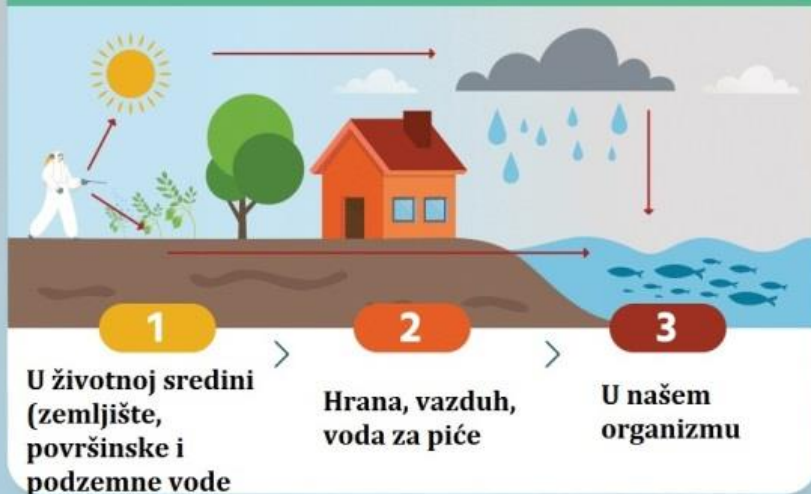 1
U životnoj sredini
(zemljište,
površinske i
podzemne vode
2
Hrana, vazduh,
voda za piće
3
U našem
organizmu